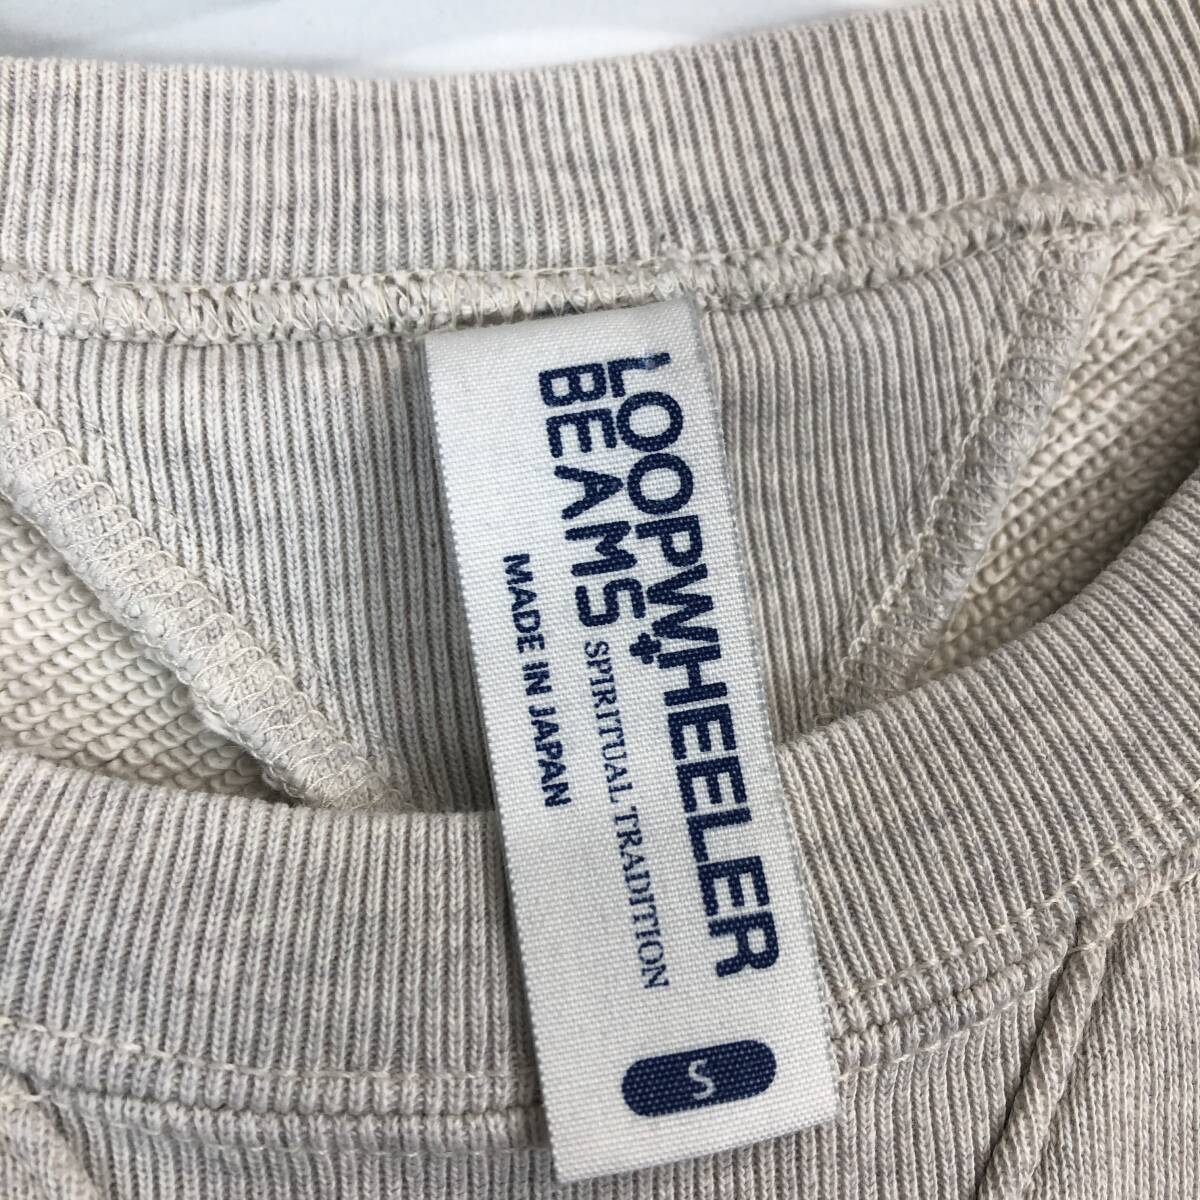 LOOPWHEELER
BEAMS+
SPIRITUAL TRADITION
MADE IN JAPAN
S